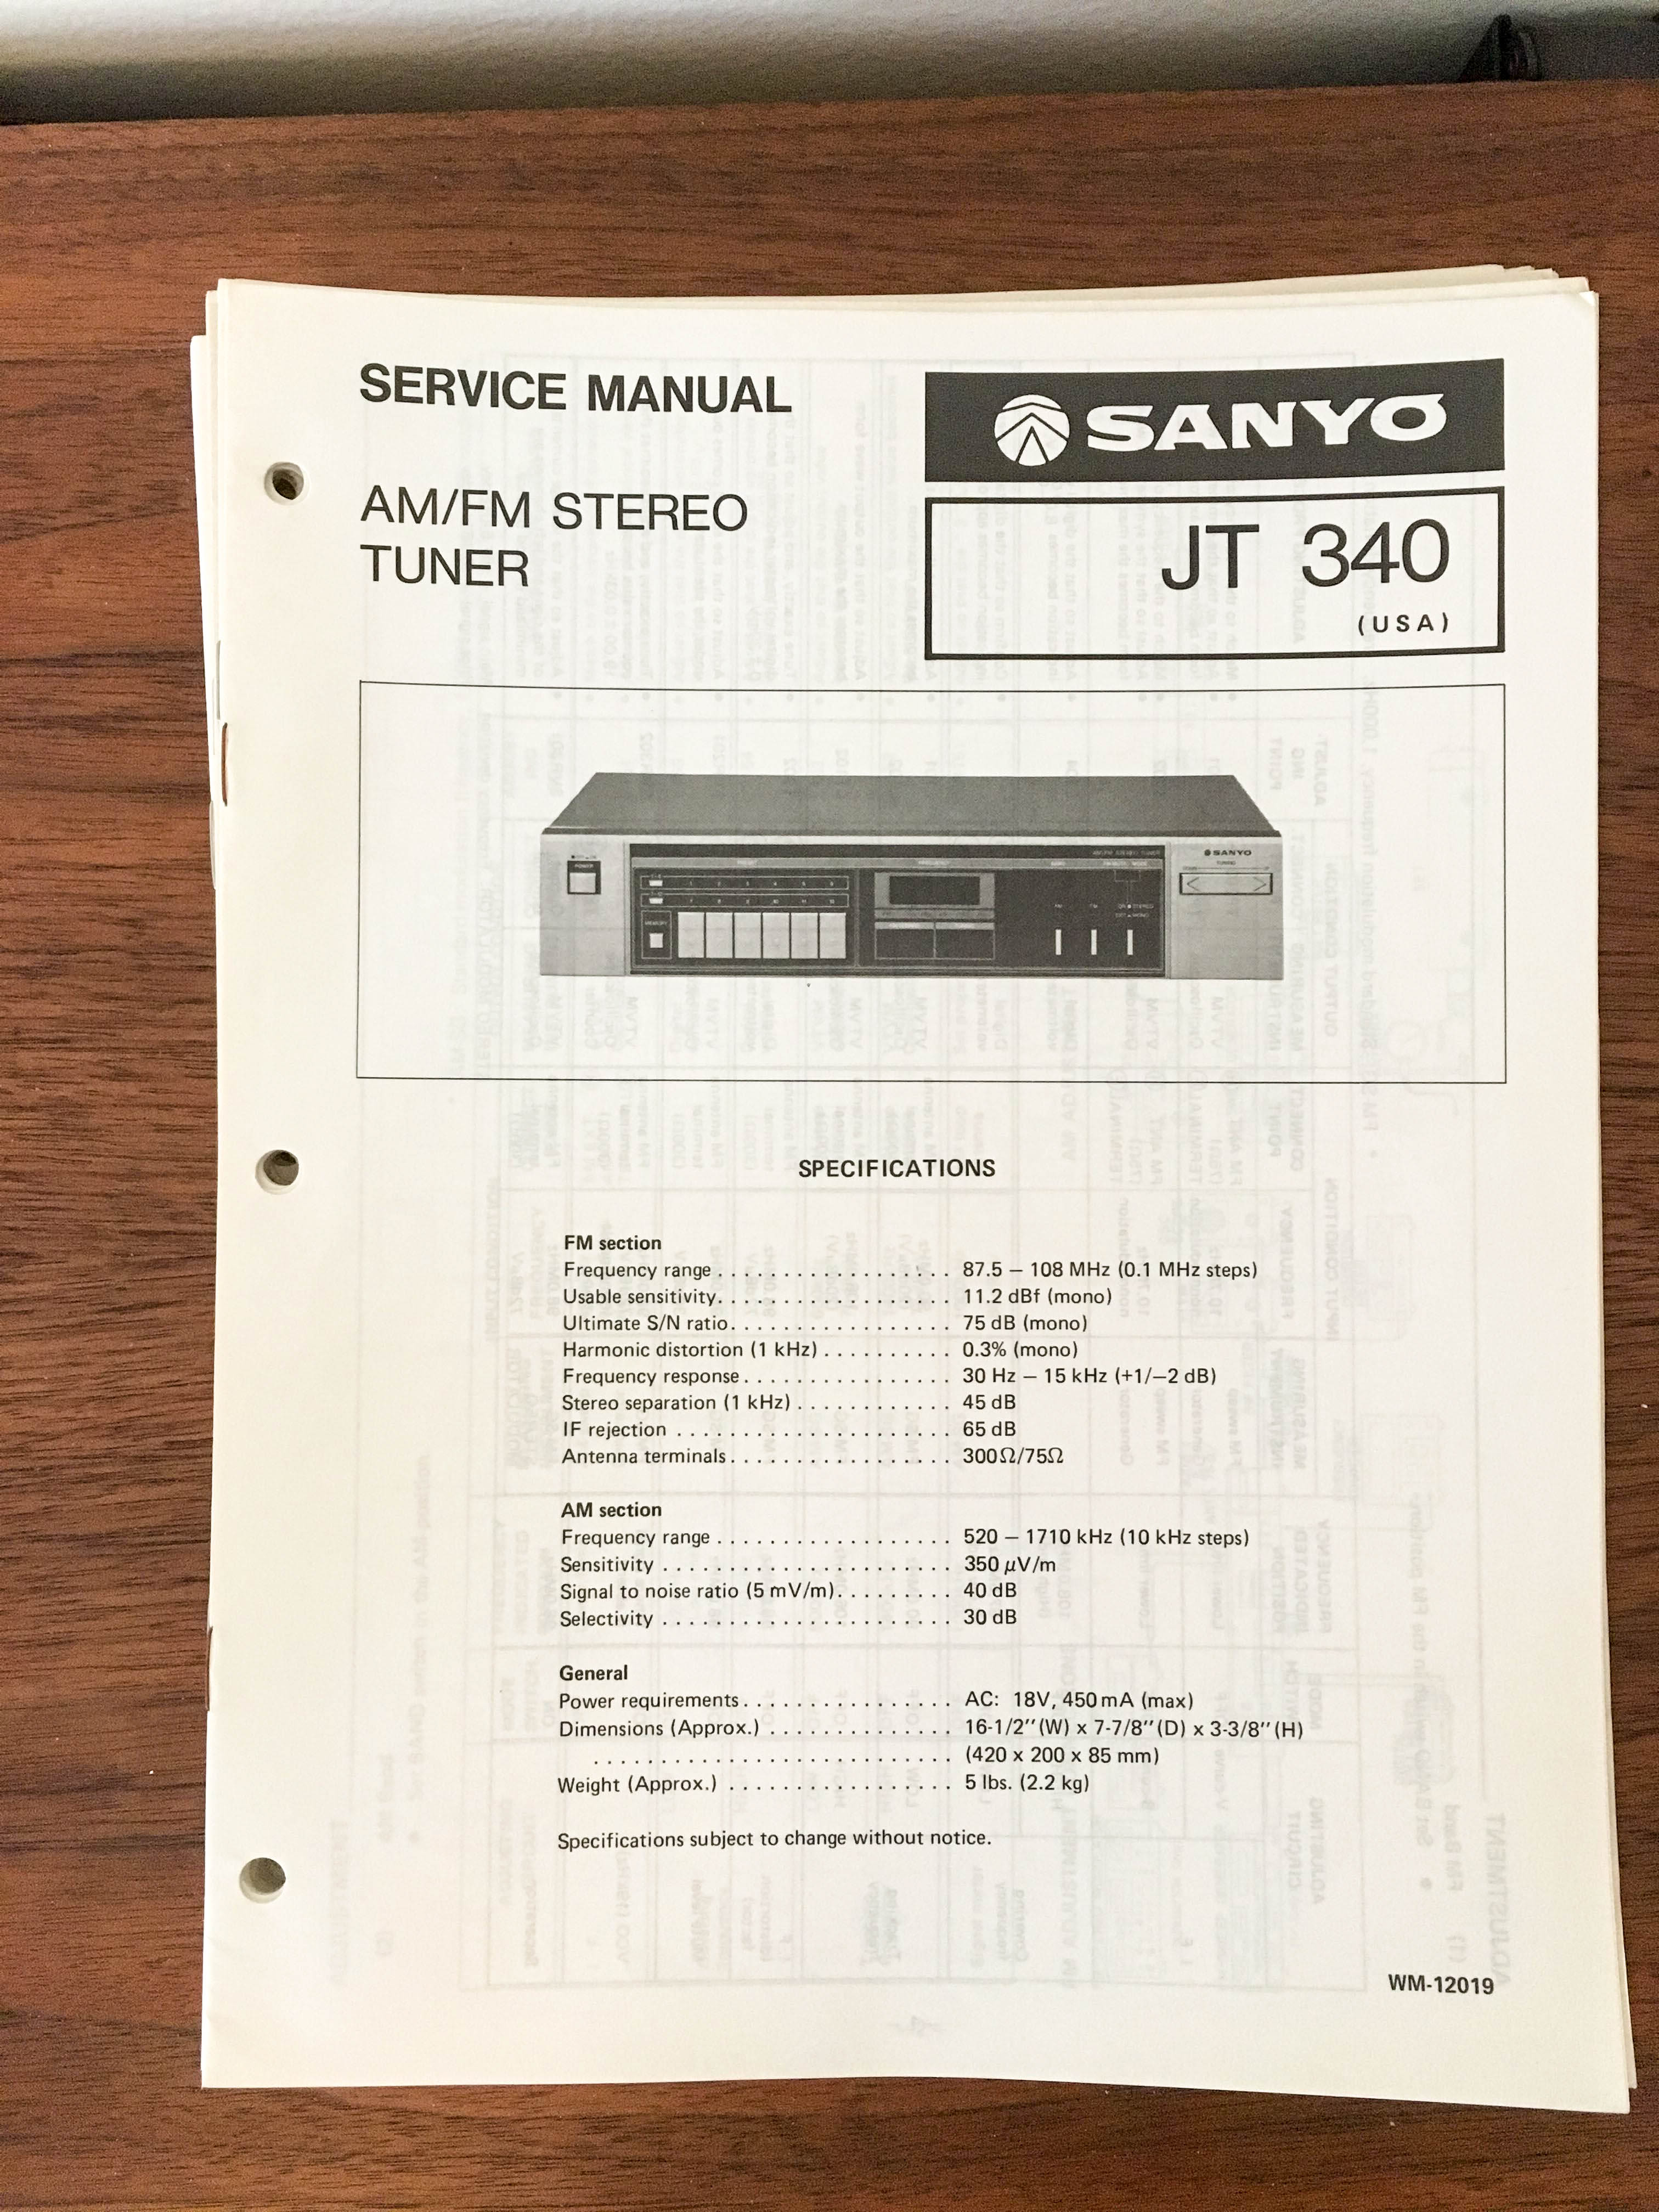 SERVICE MANUAL
SANYO
AM/FM STEREO
TUNER
JT 340
(USA)
POWER
SANYO
MEMORY
SPECIFICATIONS
FM section
Frequency range . . . . . . . . . . . . . . . . . . 87.5 – 108 MHz (0.1 MHz steps)
Usable sensitivity. . . . . . . . . . . . . . . . . . 11.2 dBf (mono)
Ultimate S/N ratio. . . . . . . . . . . . . . . . . 75 dB (mono)
Harmonic distortion (1 kHz) . . . . . . . . . . 0.3% (mono)
Frequency response. . . . . . . . . . . . . . . . 30 Hz – 15 kHz (+1/–2 dB)
Stereo separation (1 kHz) . . . . . . . . . . . . 45 dB
IF rejection . . . . . . . . . . . . . . . . . . . . . 65 dB
Antenna terminals. . . . . . . . . . . . . . . . . 300Ω/75Ω
AM section
Frequency range . . . . . . . . . . . . . . . . . . 520 – 1710 kHz (10 kHz steps)
Sensitivity . . . . . . . . . . . . . . . . . . . . . . 350 μV/m
Signal to noise ratio (5 mV/m). . . . . . . . . 40 dB
Selectivity . . . . . . . . . . . . . . . . . . . . . . 30 dB
General
Power requirements. . . . . . . . . . . . . . . . AC: 18V, 450 mA (max)
Dimensions (Approx.) . . . . . . . . . . . . . . 16-1/2'' (W) x 7-7/8'' (D) x 3-3/8'' (H)
. . . . . . . . . . . . . . . . . . . . . . . . . . . (420 x 200 x 85 mm)
Weight (Approx.) . . . . . . . . . . . . . . . . . 5 lbs. (2.2 kg)
Specifications subject to change without notice.
WM-12019